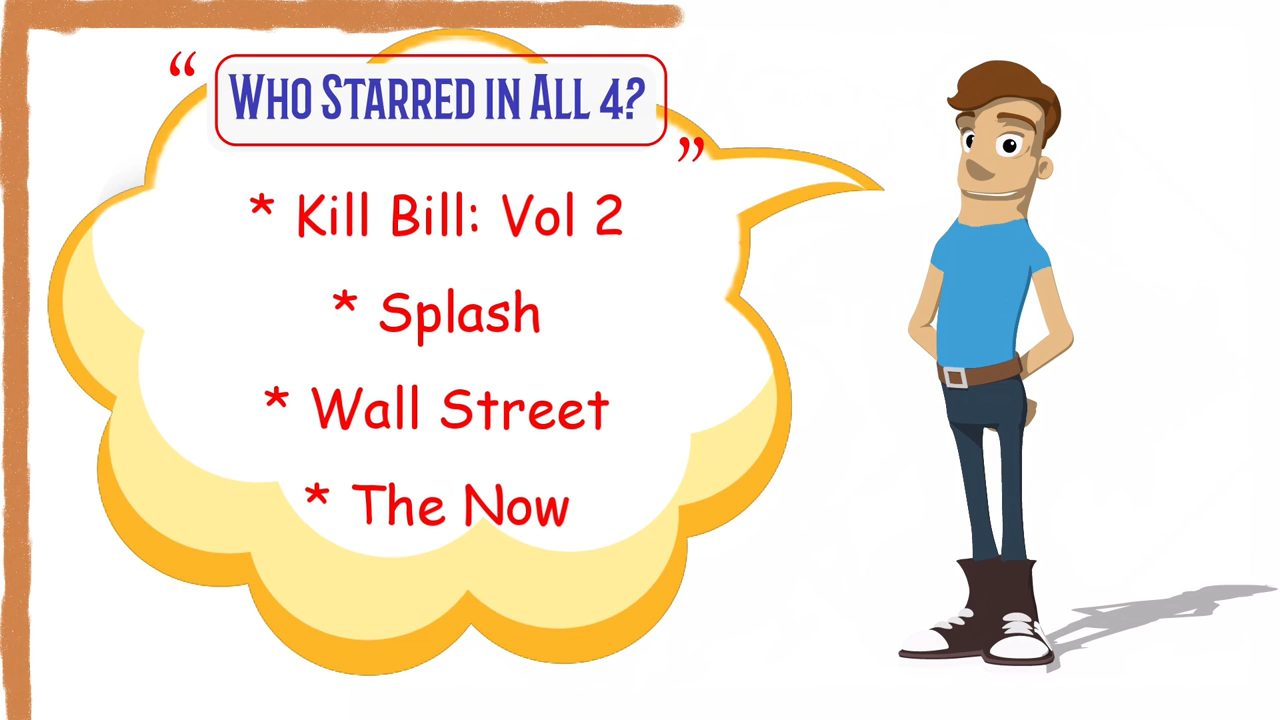 “ Who Starred in All 4? ”
* Kill Bill: Vol 2
* Splash
* Wall Street
* The Now